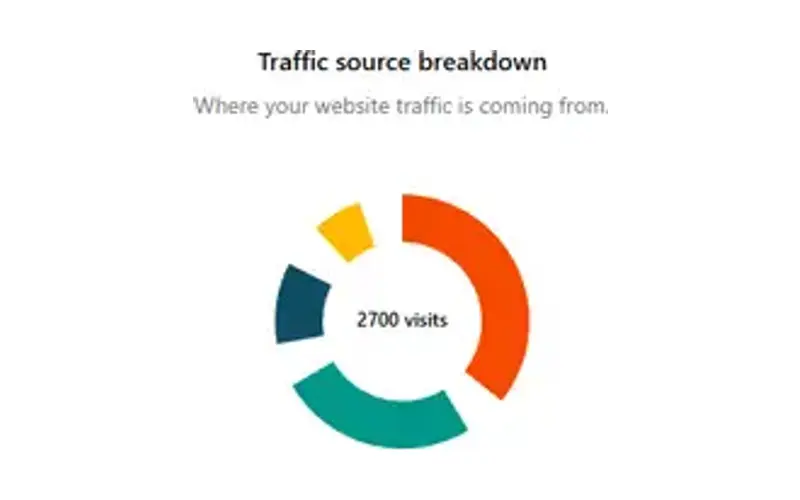 Traffic source breakdown
Where your website traffic is coming from.
2700 visits